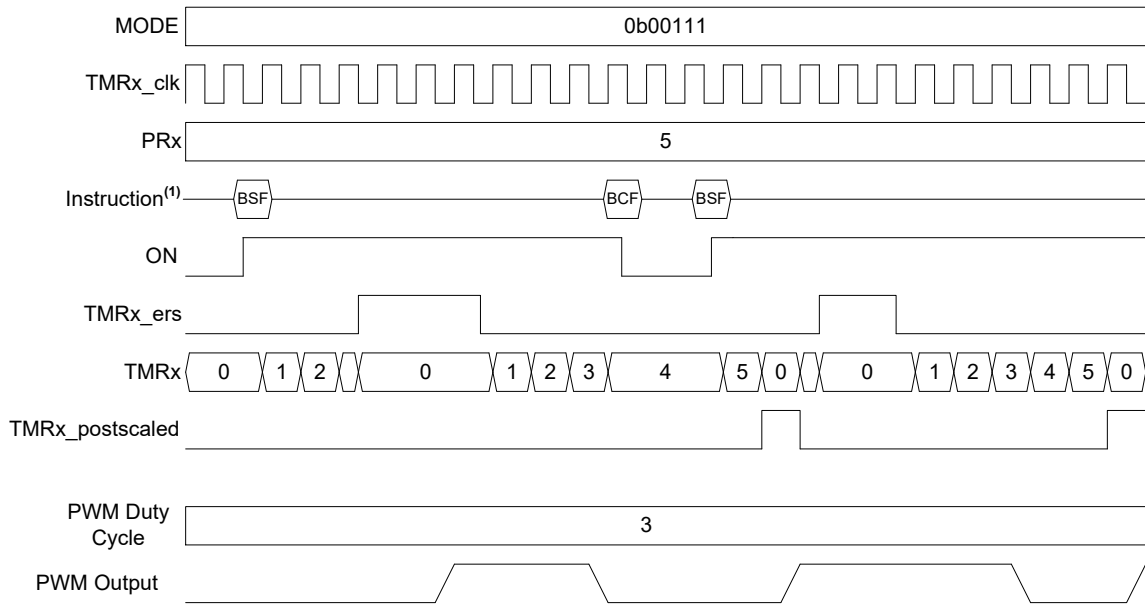 MODE 0b00111
TMRx_clk
PRx 5
Instruction(1) BSF BCF BSF
ON
TMRx_ers
TMRx 0 1 2 0 1 2 3 4 5 0 0 1 2 3 4 5 0
TMRx_postscaled
PWM Duty
Cycle
3
PWM Output